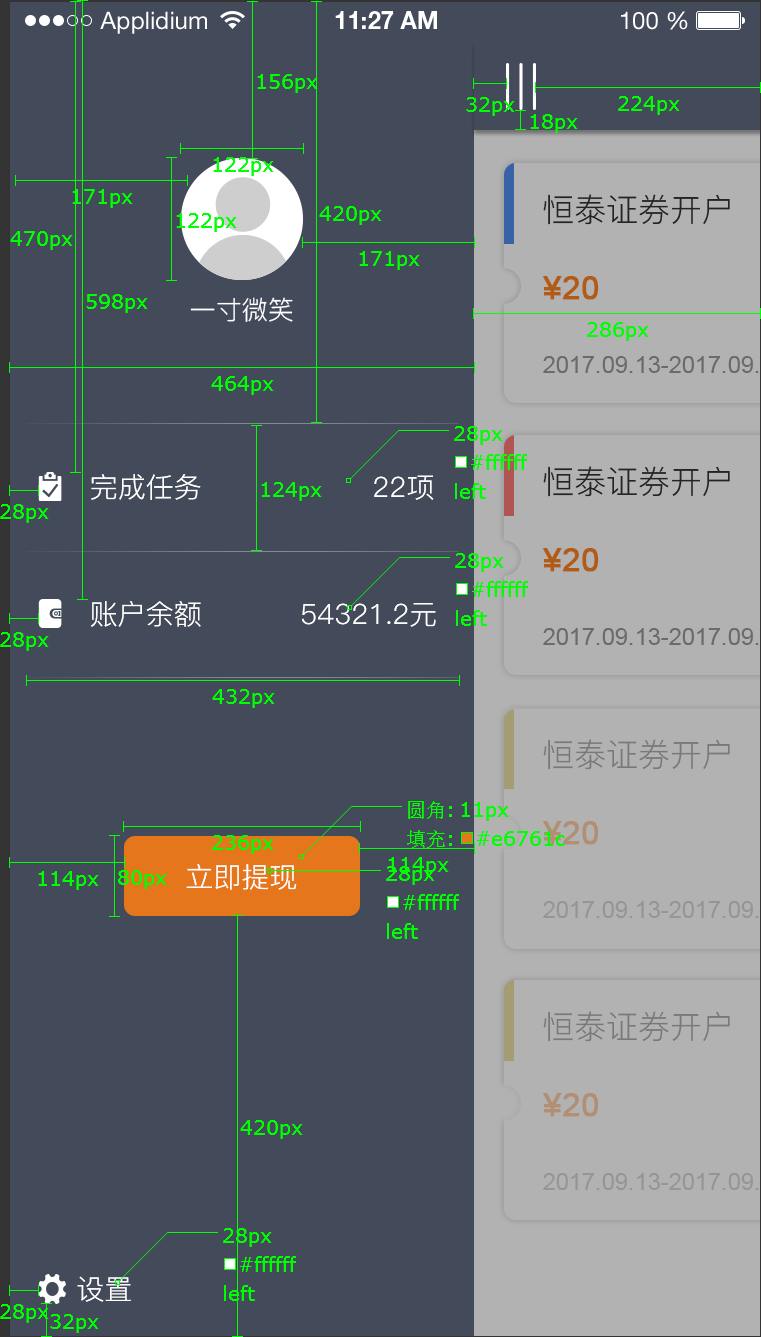 Applidium 11:27 AM 100 %
156px
32px 224px
18px
122px
171px
122px
420px
470px
171px
598px
一寸微笑
464px
恒泰证券开户
¥20
286px
2017.09.13-2017.09.
28px
#ffffff
left
完成任务 22项
124px
28px
28px
#ffffff
left
账户余额 54321.2元
28px
432px
恒泰证券开户
¥20
2017.09.13-2017.09.
圆角: 11px
填充: #e6761c
236px
114px
114px
80px
立即提现
28px
#ffffff
left
恒泰证券开户
¥20
2017.09.13-2017.09.
420px
恒泰证券开户
¥20
2017.09.13-2017.09.
28px
#ffffff
left
设置
28px
32px